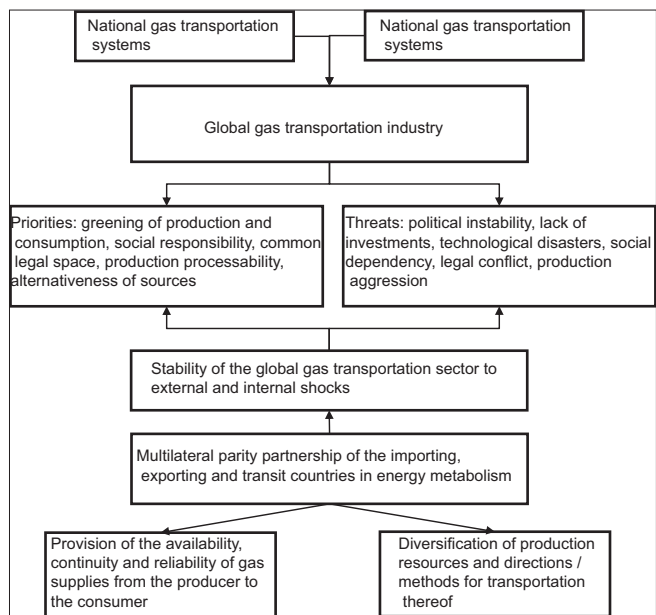 National gas transportation
systems
National gas transportation
systems
Global gas transportation industry
Priorities: greening of production and
consumption, social responsibility, common
legal space, production processability,
alternativeness of sources
Threats: political instability, lack of
investments, technological disasters, social
dependency, legal conflict, production
aggression
Stability of the global gas transportation sector to
external and internal shocks
Multilateral parity partnership of the importing,
exporting and transit countries in energy metabolism
Provision of the availability,
continuity and reliability of gas
supplies from the producer to
the consumer
Diversification of production
resources and directions /
methods for transportation
thereof